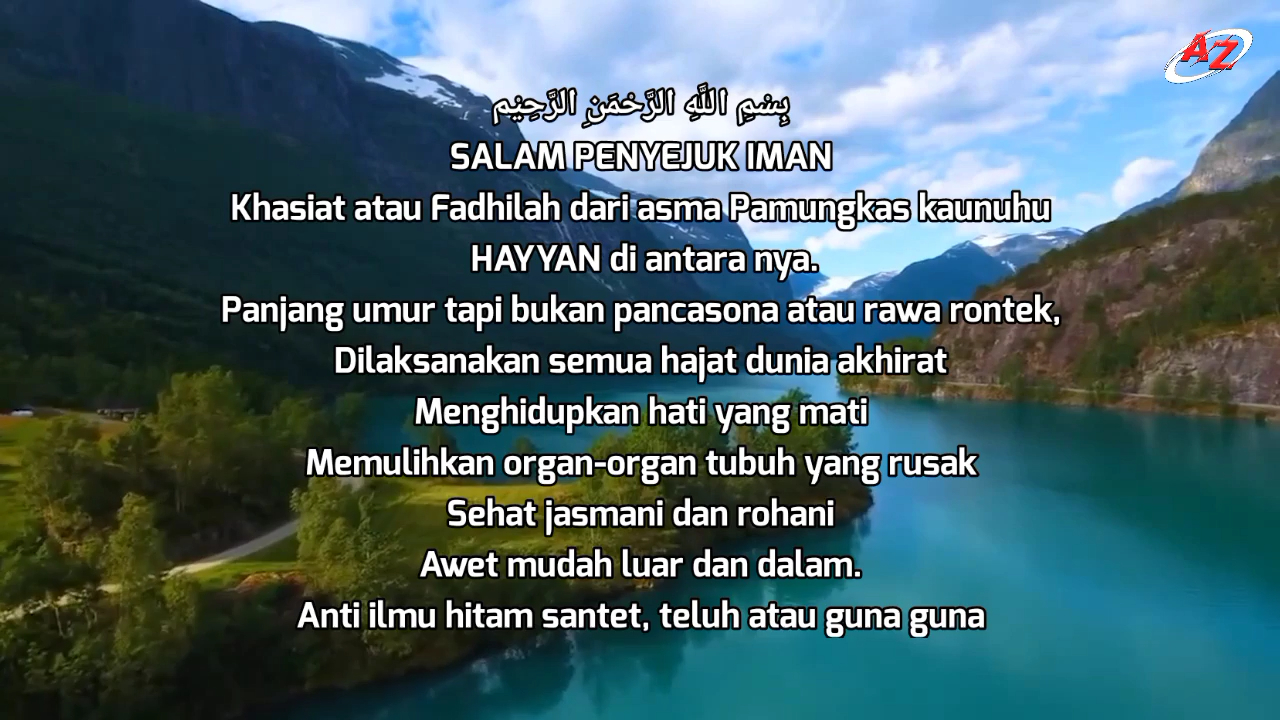 AZ
بِسْمِ اللَّهِ الرَّحْمَنِ الرَّحِيْمِ
SALAM PENYEJUK IMAN
Khasiat atau Fadhilah dari asma Pamungkas kaunuhu
HAYYAN di antara nya.
Panjang umur tapi bukan pancasona atau rawa rontek,
Dilaksanakan semua hajat dunia akhirat
Menghidupkan hati yang mati
Memulihkan organ-organ tubuh yang rusak
Sehat jasmani dan rohani
Awet mudah luar dan dalam.
Anti ilmu hitam santet, teluh atau guna guna